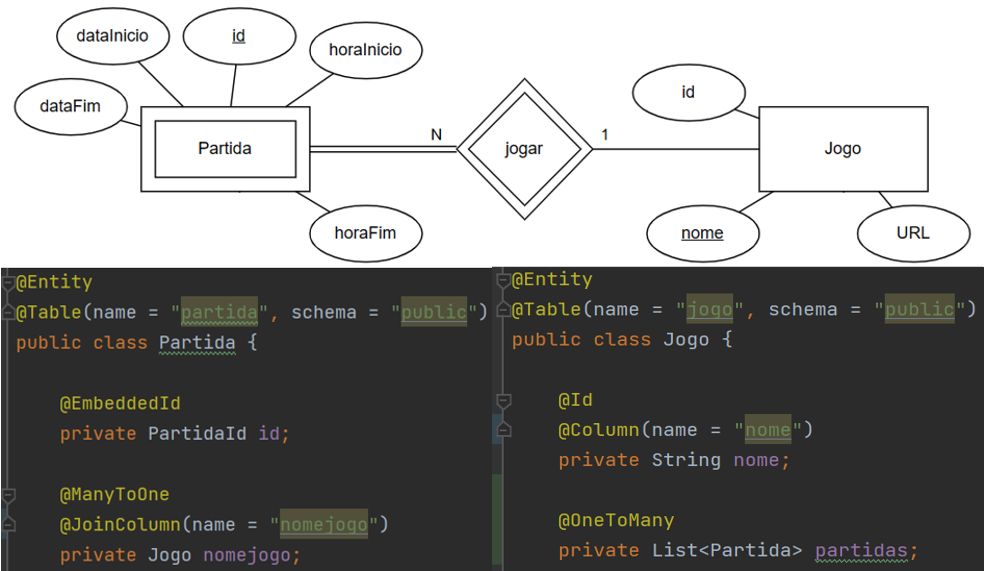 dataInicio
id
horaInicio
dataFim
id
Partida
N
jogar
1
Jogo
horaFim
nome
URL
@Entity
@Table(name = "partida", schema = "public")
public class Partida {
@EmbeddedId
private PartidaId id;
@ManyToOne
@JoinColumn(name = "nomejogo")
private Jogo nomejogo;
@Entity
@Table(name = "jogo", schema = "public")
public class Jogo {
@Id
@Column(name = "nome")
private String nome;
@OneToMany
private List<Partida> partidas;